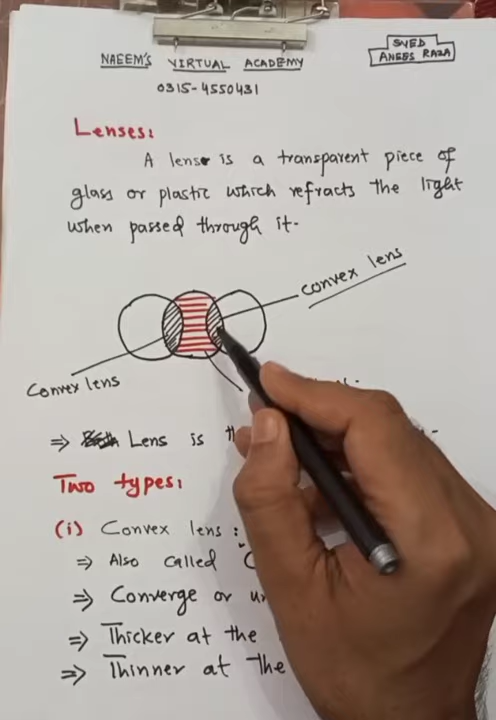 NAEEM's VIRTUAL ACADEMY
0315-4550431
SYED
ANEES RAZA
Lenses:
A lens is a transparent piece of
glass or plastic which refracts the light
when passed through it.
Convex lens
Convex lens
⇒ Lens is
Two types:
(i) Convex lens:
⇒ Also called
⇒ Converge or
⇒ Thicker at the
⇒ Thinner at the